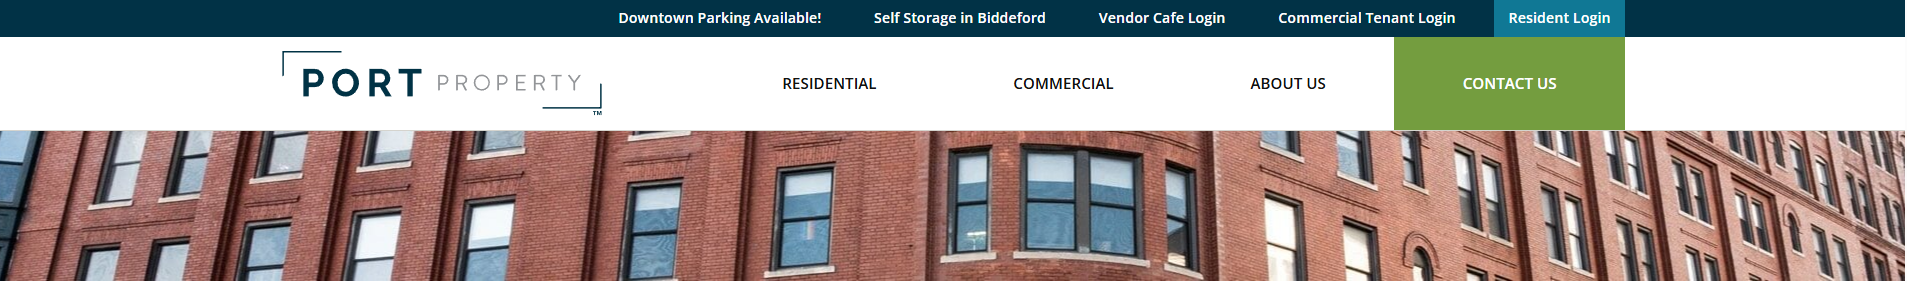 Downtown Parking Available! Self Storage in Biddeford Vendor Cafe Login Commercial Tenant Login Resident Login
PORT PROPERTY RESIDENTIAL COMMERCIAL ABOUT US CONTACT US
TM